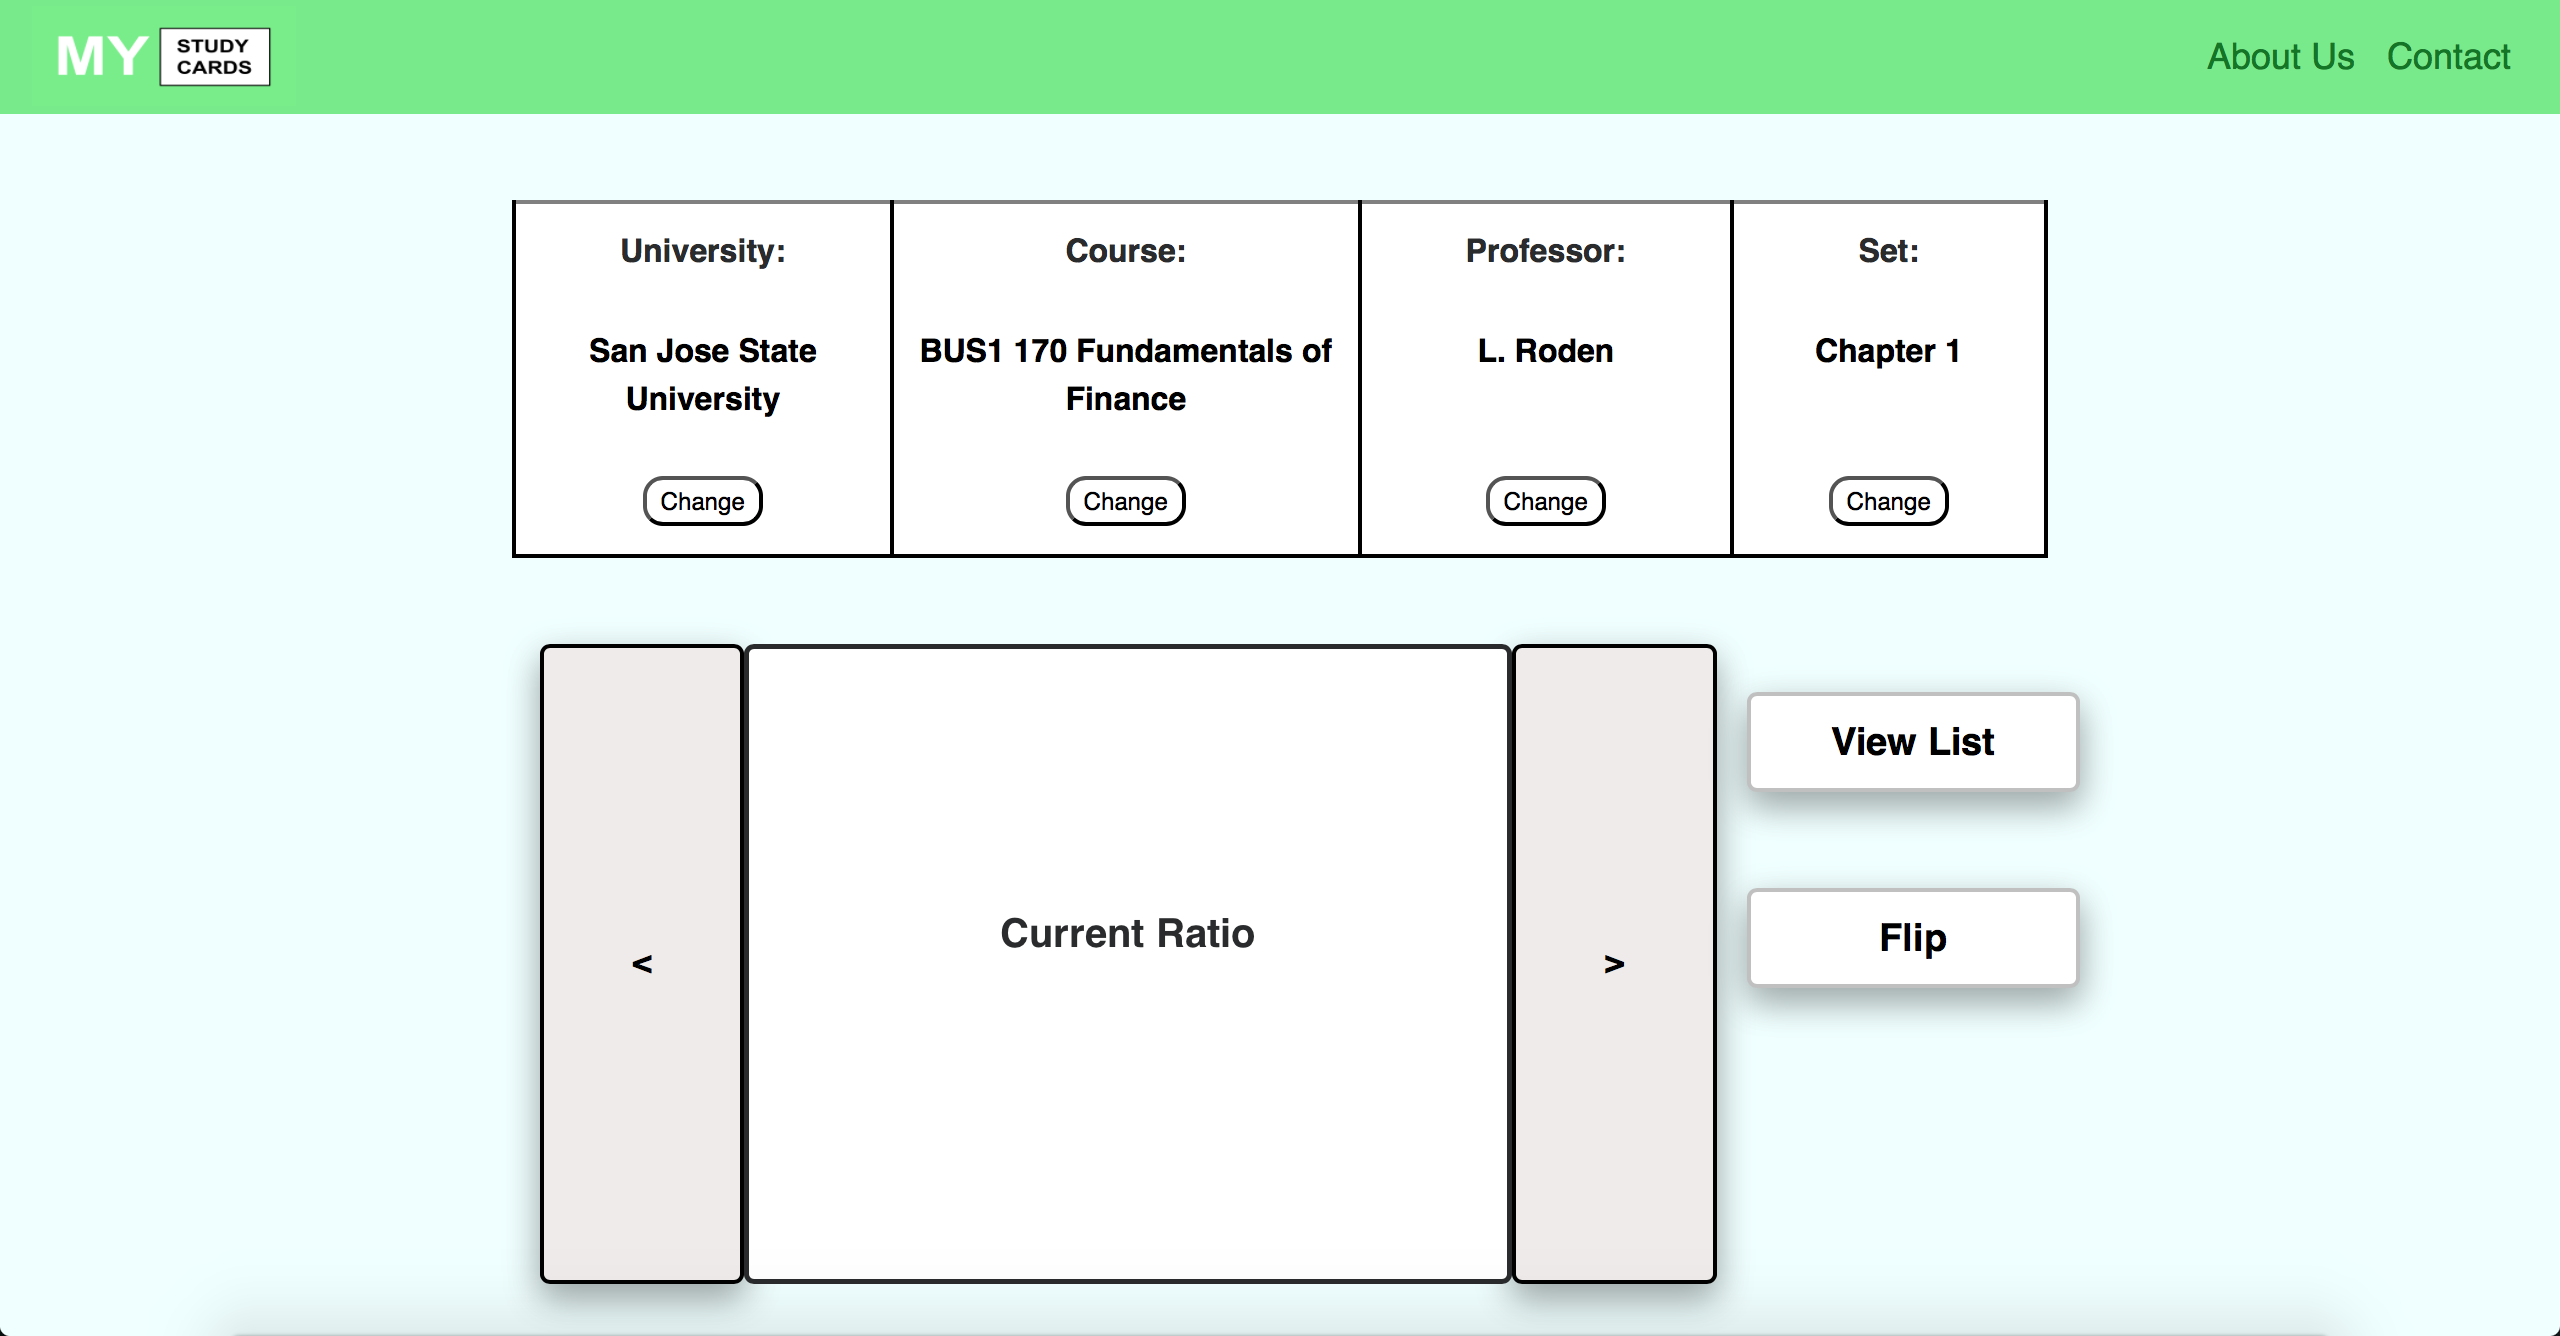 MY STUDY CARDS
About Us Contact
University: Course: Professor: Set:
San Jose State University
BUS1 170 Fundamentals of Finance
L. Roden
Chapter 1
Change Change Change Change
View List
Current Ratio
Flip
< >